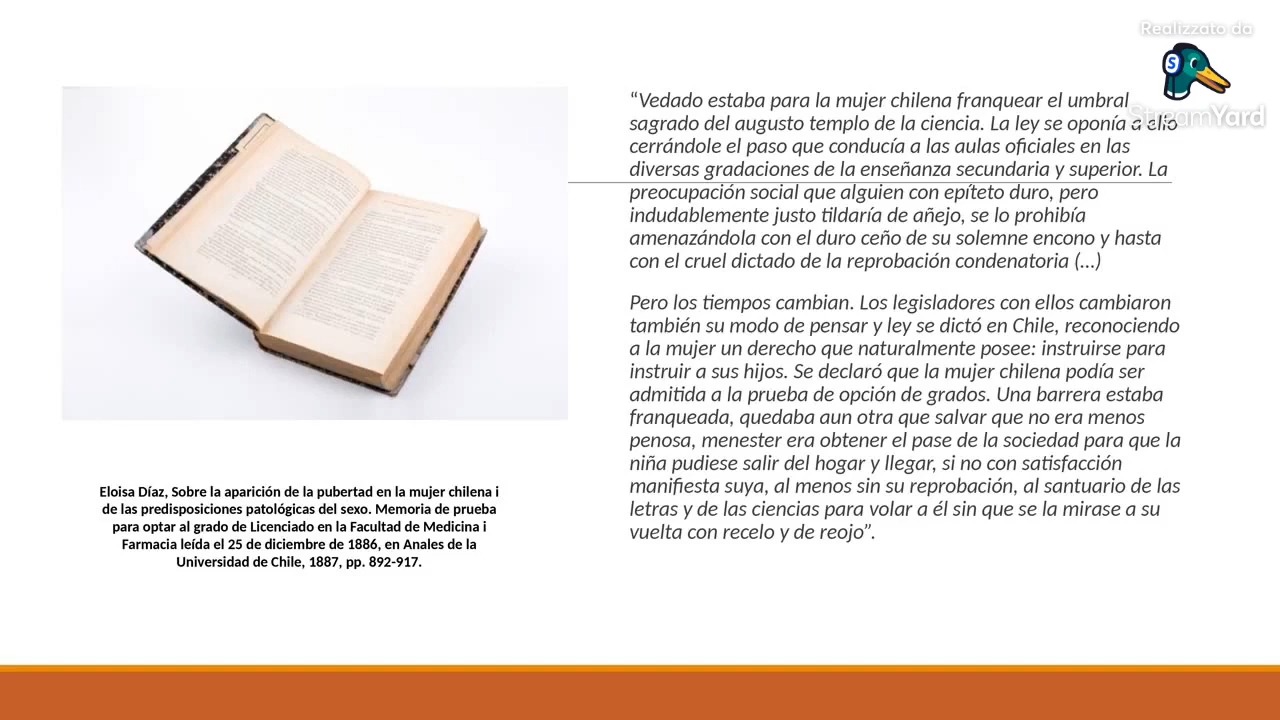 Realizzato da
StreamYard
“Vedado estaba para la mujer chilena franquear el umbral
sagrado del augusto templo de la ciencia. La ley se oponía a ello
cerrándole el paso que conducía a las aulas oficiales en las
diversas gradaciones de la enseñanza secundaria y superior. La
preocupación social que alguien con epíteto duro, pero
indudablemente justo tildaría de añejo, se lo prohibía
amenazándola con el duro ceño de su solemne encono y hasta
con el cruel dictado de la reprobación condenatoria (…)
Pero los tiempos cambian. Los legisladores con ellos cambiaron
también su modo de pensar y ley se dictó en Chile, reconociendo
a la mujer un derecho que naturalmente posee: instruirse para
instruir a sus hijos. Se declaró que la mujer chilena podía ser
admitida a la prueba de opción de grados. Una barrera estaba
franqueada, quedaba aun otra que salvar que no era menos
penosa, menester era obtener el pase de la sociedad para que la
niña pudiese salir del hogar y llegar, si no con satisfacción
manifiesta suya, al menos sin su reprobación, al santuario de las
letras y de las ciencias para volar a él sin que se la mirase a su
vuelta con recelo y de reojo”.
Eloisa Díaz, Sobre la aparición de la pubertad en la mujer chilena i
de las predisposiciones patológicas del sexo. Memoria de prueba
para optar al grado de Licenciado en la Facultad de Medicina i
Farmacia leída el 25 de diciembre de 1886, en Anales de la
Universidad de Chile, 1887, pp. 892-917.